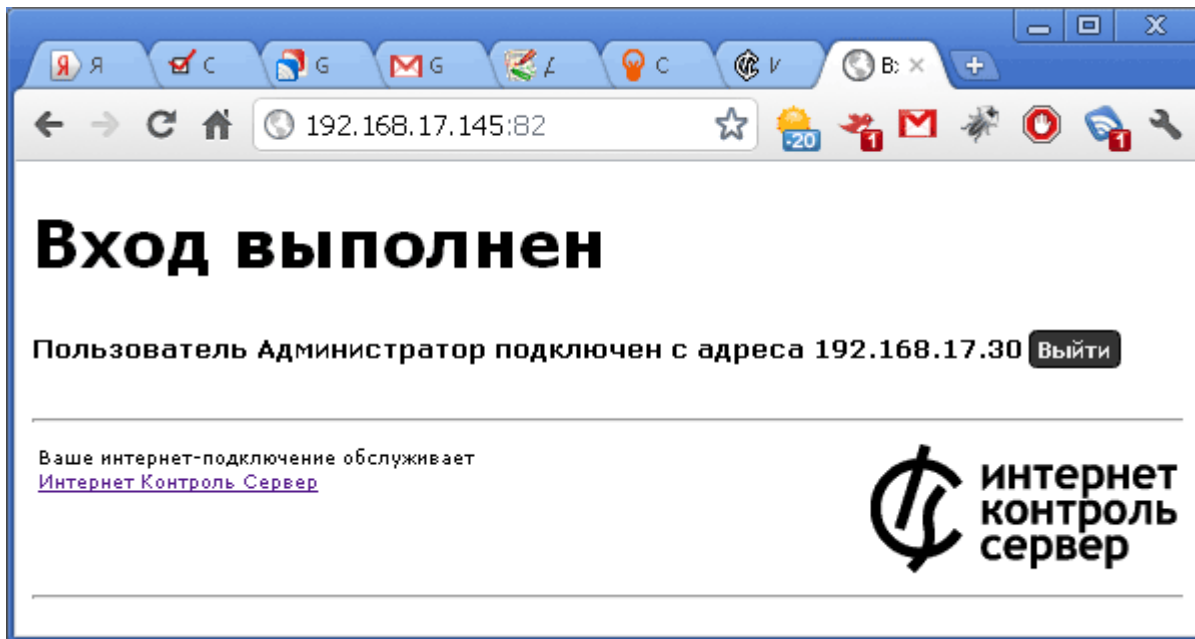 Я С G G С И В:
192.168.17.145:82
-20 1 1
Вход выполнен
Пользователь Администратор подключен с адреса 192.168.17.30 Выйти
Ваше интернет-подключение обслуживает
Интернет Контроль Сервер
интернет
контроль
сервер